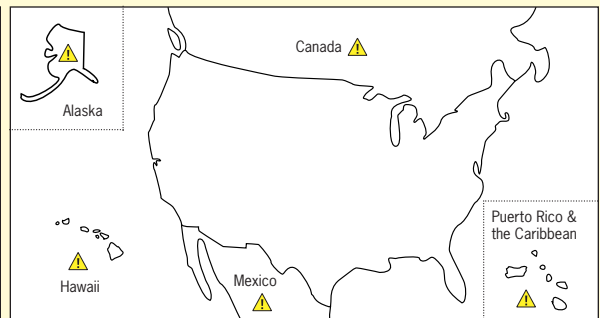 Canada
Alaska
Puerto Rico &
the Caribbean
Hawaii
Mexico